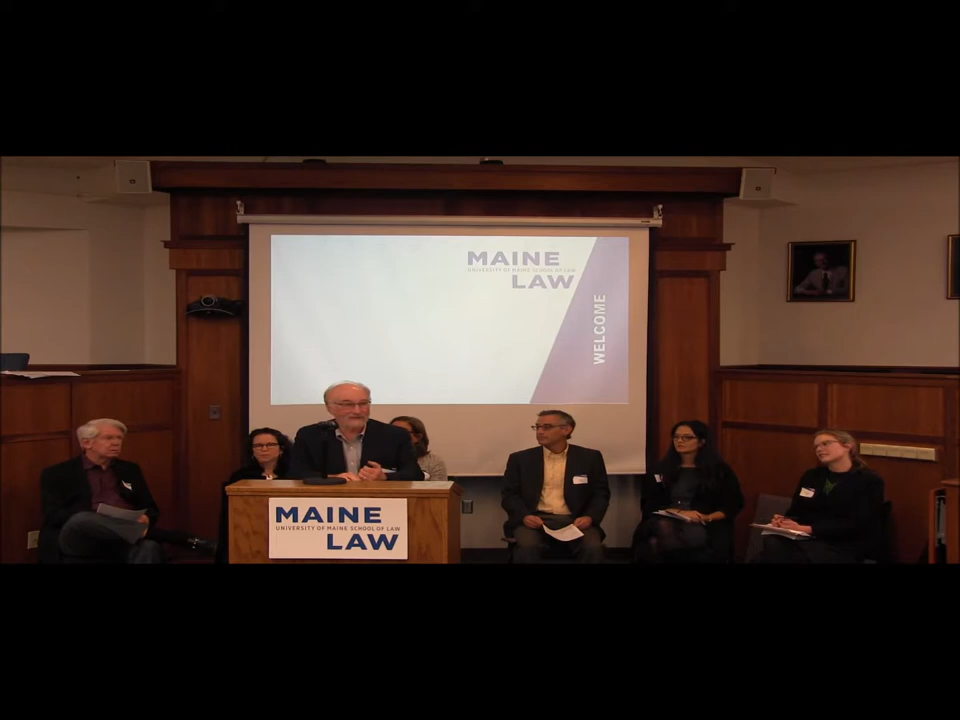 MAINE
UNIVERSITY OF MAINE SCHOOL OF LAW
LAW
WELCOME
MAINE
UNIVERSITY OF MAINE SCHOOL OF LAW
LAW